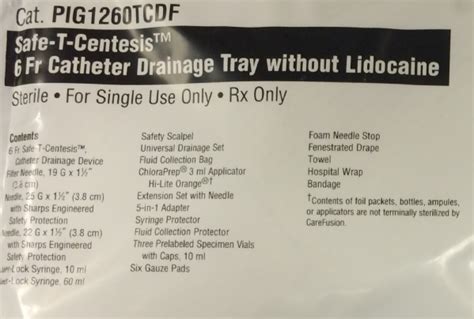 Cat. PIG1260TCDF
Safe-T-Centesis™
6 Fr Catheter Drainage Tray without Lidocaine
Sterile • For Single Use Only • Rx Only
Contents
6 Fr Safe-T-Centesis™,
Catheter Drainage Device
Filter Needle, 19 G x 1½"
Needle, 25 G x 1½" (3.8 cm)
with Sharps Engineered
Safety Protection
Needle, 22 G x 1½" (3.8 cm)
with Sharps Engineered
Safety Protection
Luer-Lock Syringe, 10 ml
Luer-Lock Syringe, 60 ml
Safety Scalpel
Universal Drainage Set
Fluid Collection Bag
ChloraPrep® 3 ml Applicator
Hi-Lite Orange®†
Extension Set with Needle
5-in-1 Adapter
Syringe Protector
Fluid Collection Protector
Three Prelabeled Specimen Vials
with Caps, 10 ml
Six Gauze Pads
Foam Needle Stop
Fenestrated Drape
Towel
Hospital Wrap
Bandage
†Contents of foil packets, bottles, ampules,
or applicators are not terminally sterilized by
CareFusion.